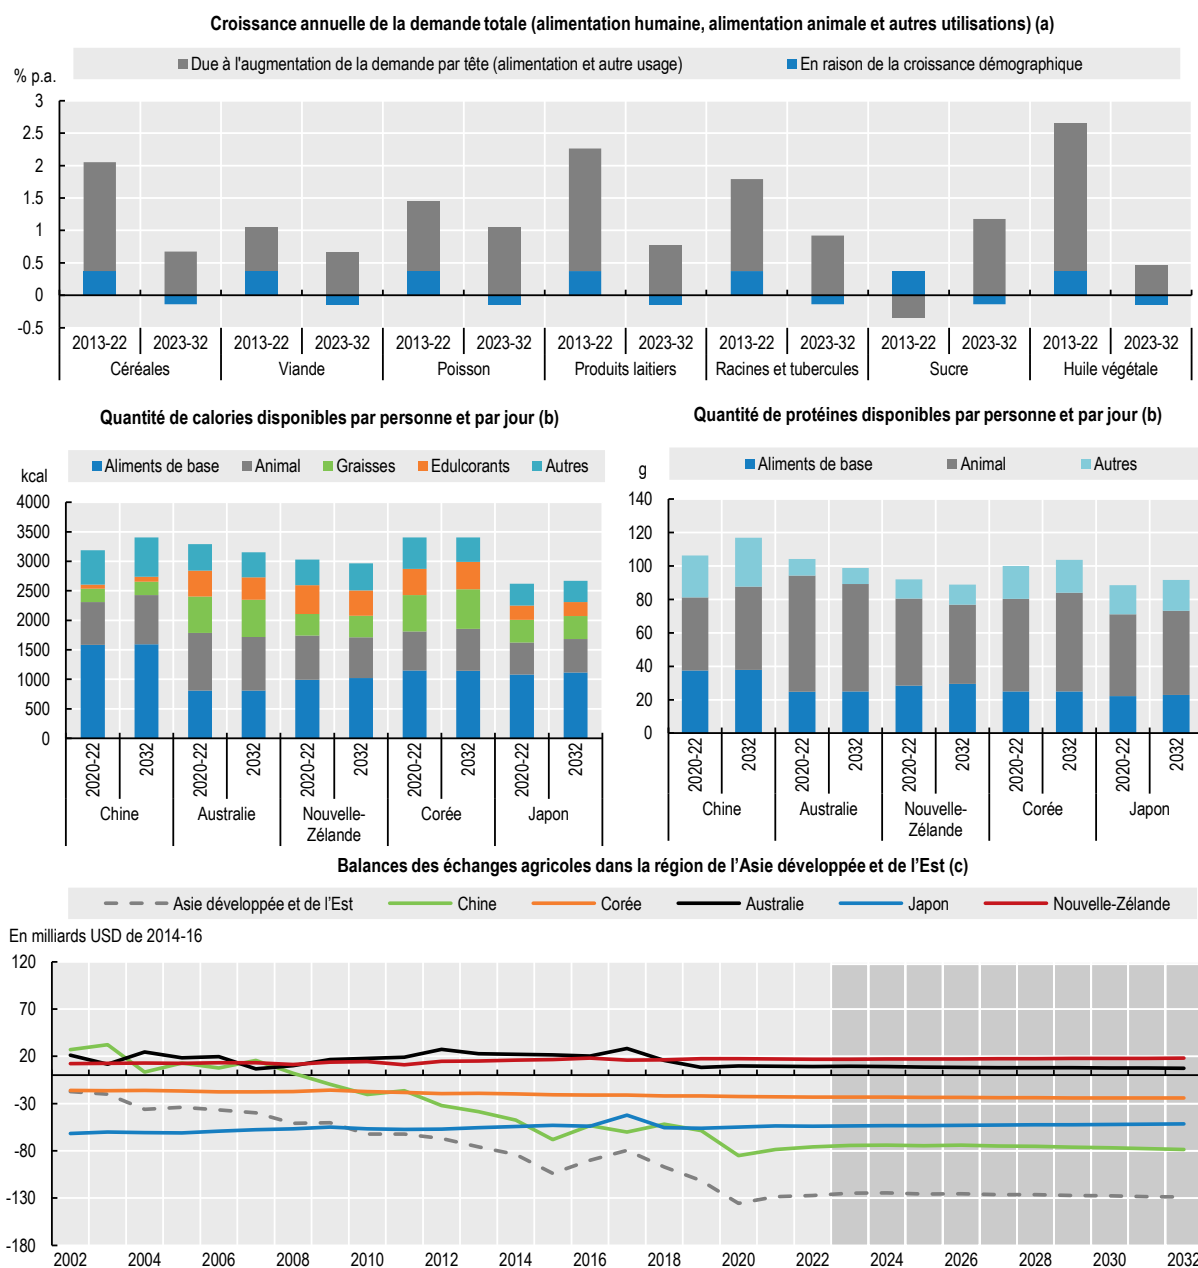 Croissance annuelle de la demande totale (alimentation humaine, alimentation animale et autres utilisations) (a)
Due à l'augmentation de la demande par tête (alimentation et autre usage) En raison de la croissance démographique
% p.a.
3
2.5
2
1.5
1
0.5
0
-0.5
2013-22 2023-32 2013-22 2023-32 2013-22 2023-32 2013-22 2023-32 2013-22 2023-32 2013-22 2023-32 2013-22 2023-32
Céréales Viande Poisson Produits laitiers Racines et tubercules Sucre Huile végétale
Quantité de calories disponibles par personne et par jour (b)
Aliments de base Animal Graisses Edulcorants Autres
kcal
4000
3500
3000
2500
2000
1500
1000
500
0
2020-22 2032 2020-22 2032 2020-22 2032 2020-22 2032 2020-22 2032
Chine Australie Nouvelle-Zélande Corée Japon
Quantité de protéines disponibles par personne et par jour (b)
Aliments de base Animal Autres
g
140
120
100
80
60
40
20
0
2020-22 2032 2020-22 2032 2020-22 2032 2020-22 2032 2020-22 2032
Chine Australie Nouvelle-Zélande Corée Japon
Balances des échanges agricoles dans la région de l’Asie développée et de l’Est (c)
Asie développée et de l’Est Chine Corée Australie Japon Nouvelle-Zélande
En milliards USD de 2014-16
120
70
20
-30
-80
-130
-180
2002 2004 2006 2008 2010 2012 2014 2016 2018 2020 2022 2024 2026 2028 2030 2032